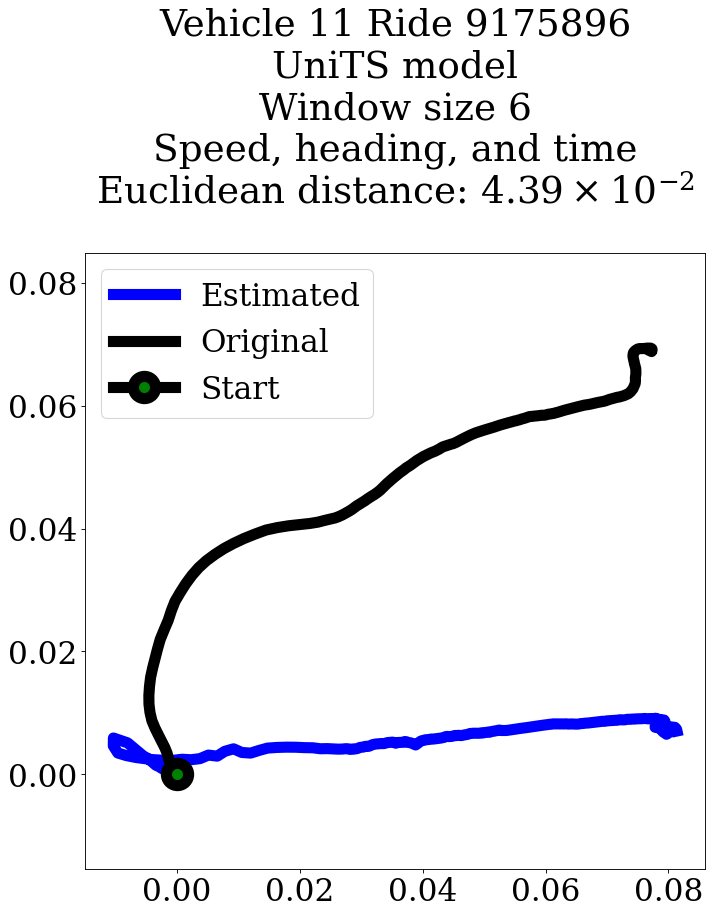 Vehicle 11 Ride 9175896
UniTS model
Window size 6
Speed, heading, and time
Euclidean distance: 4.39 × 10⁻²
0.08
Estimated
Original
Start
0.06
0.04
0.02
0.00
0.00 0.02 0.04 0.06 0.08